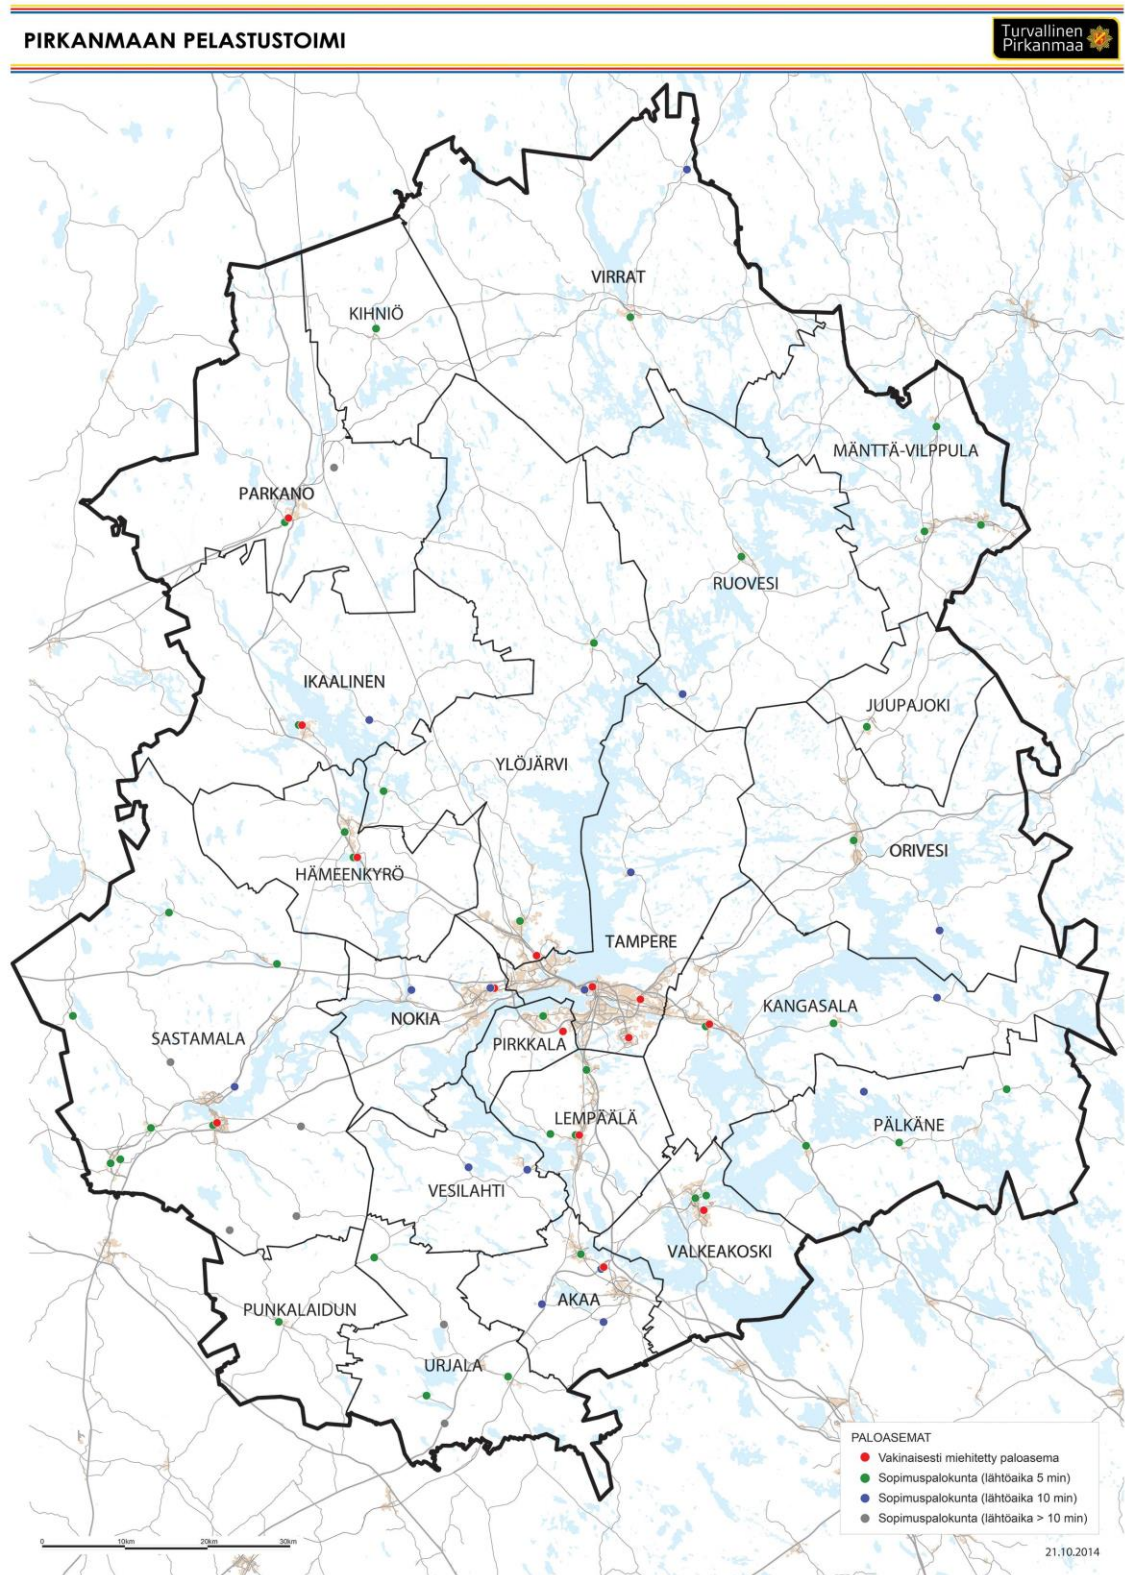 PIRKANMAAN PELASTUSTOIMI
Turvallinen
Pirkanmaa
VIRRAT
KIHNIÖ
MÄNTTÄ-VILPPULA
PARKANO
RUOVESI
IKAALINEN
JUUPAJOKI
YLÖJÄRVI
ORIVESI
HÄMEENKYRÖ
TAMPERE
KANGASALA
NOKIA
SASTAMALA
PIRKKALA
LEMPÄÄLÄ
PÄLKÄNE
VESILAHTI
VALKEAKOSKI
AKAA
PUNKALAIDUN
URJALA
PALOASEMAT
Vakinaisesti miehitetty paloasema
Sopimuspalokunta (lähtöaika 5 min)
Sopimuspalokunta (lähtöaika 10 min)
Sopimuspalokunta (lähtöaika > 10 min)
0 10km 20km 30km
21.10.2014